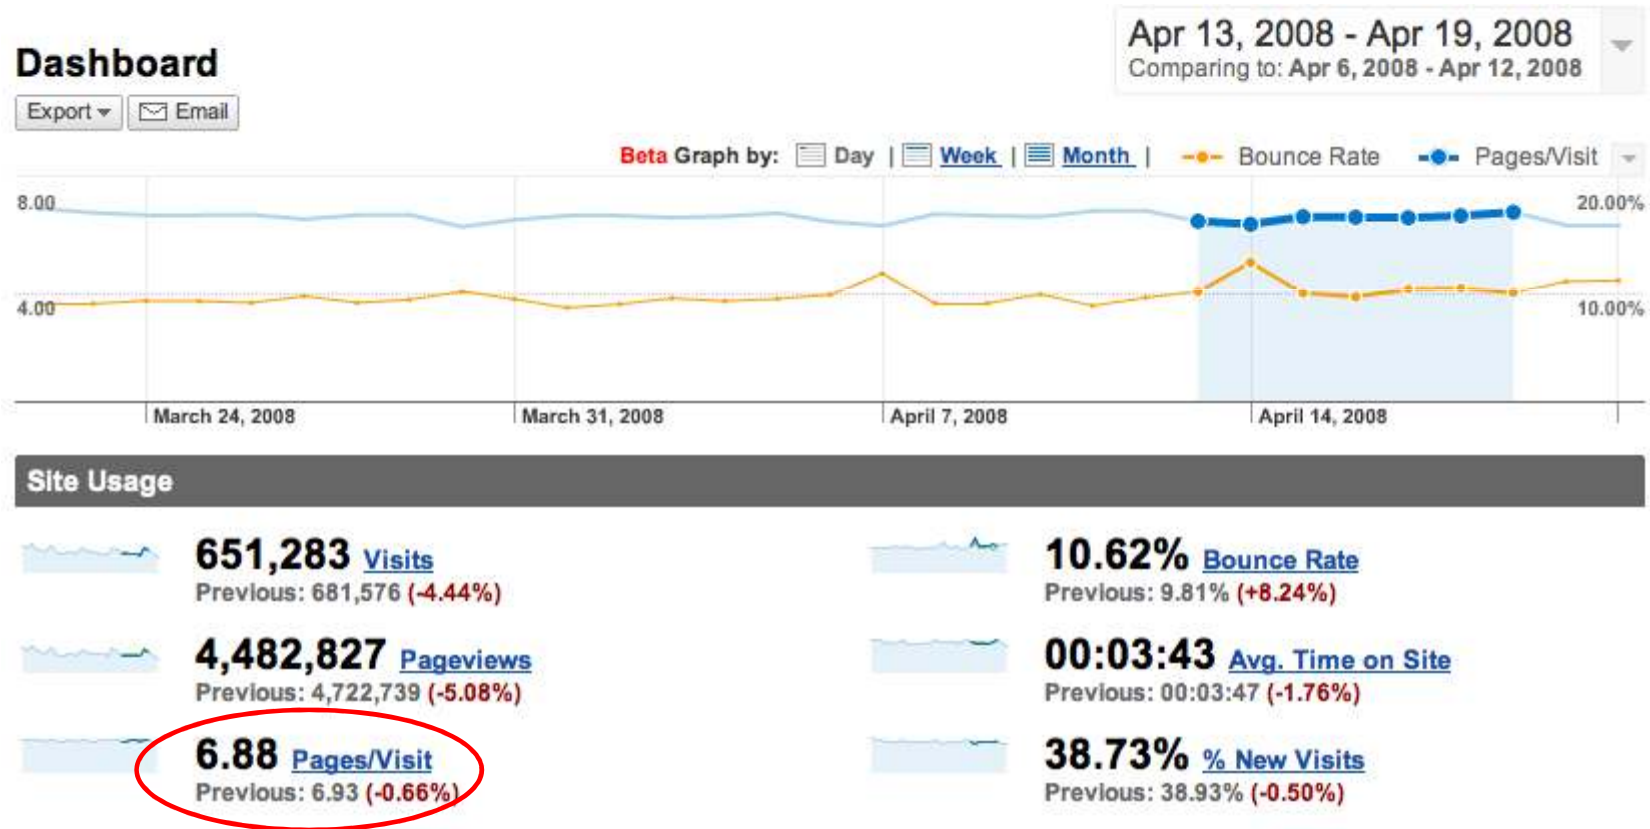 Apr 13, 2008 - Apr 19, 2008
Comparing to: Apr 6, 2008 - Apr 12, 2008
Dashboard
Export
Email
Beta Graph by: Day | Week | Month | Bounce Rate Pages/Visit
8.00
20.00%
4.00
10.00%
March 24, 2008
March 31, 2008
April 7, 2008
April 14, 2008
Site Usage
651,283 Visits
Previous: 681,576 (-4.44%)
10.62% Bounce Rate
Previous: 9.81% (+8.24%)
4,482,827 Pageviews
Previous: 4,722,739 (-5.08%)
00:03:43 Avg. Time on Site
Previous: 00:03:47 (-1.76%)
6.88 Pages/Visit
Previous: 6.93 (-0.66%)
38.73% % New Visits
Previous: 38.93% (-0.50%)